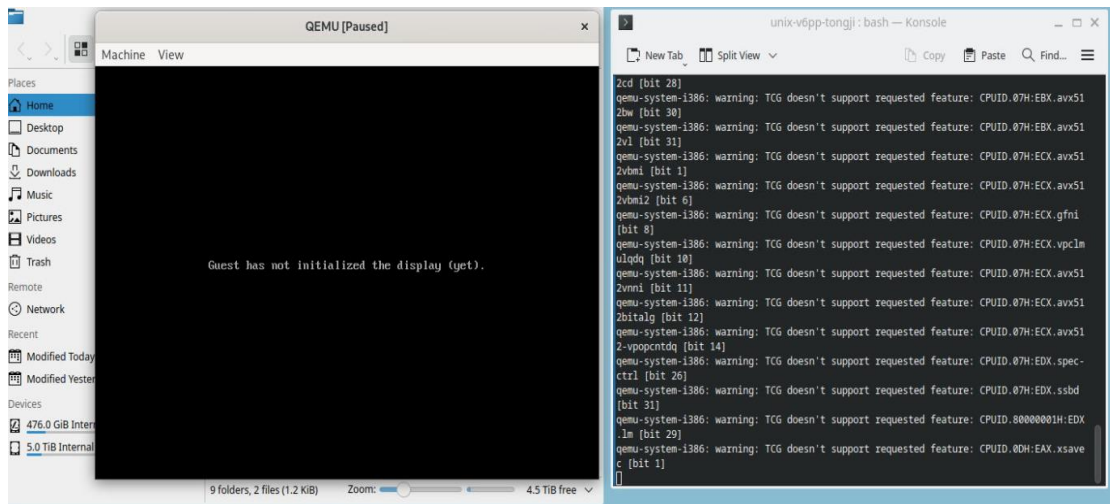 QEMU [Paused]
Machine View
Places
Home
Desktop
Documents
Downloads
Music
Pictures
Videos
Trash
Remote
Network
Recent
Modified Today
Modified Yester
Devices
476.0 GiB Intern
5.0 TiB Internal
Guest has not initialized the display (yet).
9 folders, 2 files (1.2 KiB) Zoom: 4.5 TiB free
unix-v6pp-tongji : bash — Konsole
New Tab Split View Copy Paste Find...
2cd [bit 28]
qemu-system-i386: warning: TCG doesn't support requested feature: CPUID.07H:EBX.avx51
2bw [bit 30]
qemu-system-i386: warning: TCG doesn't support requested feature: CPUID.07H:EBX.avx51
2vl [bit 31]
qemu-system-i386: warning: TCG doesn't support requested feature: CPUID.07H:ECX.avx51
2vbmi [bit 1]
qemu-system-i386: warning: TCG doesn't support requested feature: CPUID.07H:ECX.avx51
2vbmi2 [bit 6]
qemu-system-i386: warning: TCG doesn't support requested feature: CPUID.07H:ECX.gfni
[bit 8]
qemu-system-i386: warning: TCG doesn't support requested feature: CPUID.07H:ECX.vpclm
ulqdq [bit 10]
qemu-system-i386: warning: TCG doesn't support requested feature: CPUID.07H:ECX.avx51
2vnni [bit 11]
qemu-system-i386: warning: TCG doesn't support requested feature: CPUID.07H:ECX.avx51
2bitalg [bit 12]
qemu-system-i386: warning: TCG doesn't support requested feature: CPUID.07H:ECX.avx51
2-vpopcntdq [bit 14]
qemu-system-i386: warning: TCG doesn't support requested feature: CPUID.07H:EDX.spec-
ctrl [bit 26]
qemu-system-i386: warning: TCG doesn't support requested feature: CPUID.07H:EDX.ssbd
[bit 31]
qemu-system-i386: warning: TCG doesn't support requested feature: CPUID.80000001H:EDX
.lm [bit 29]
qemu-system-i386: warning: TCG doesn't support requested feature: CPUID.0DH:EAX.xsave
c [bit 1]